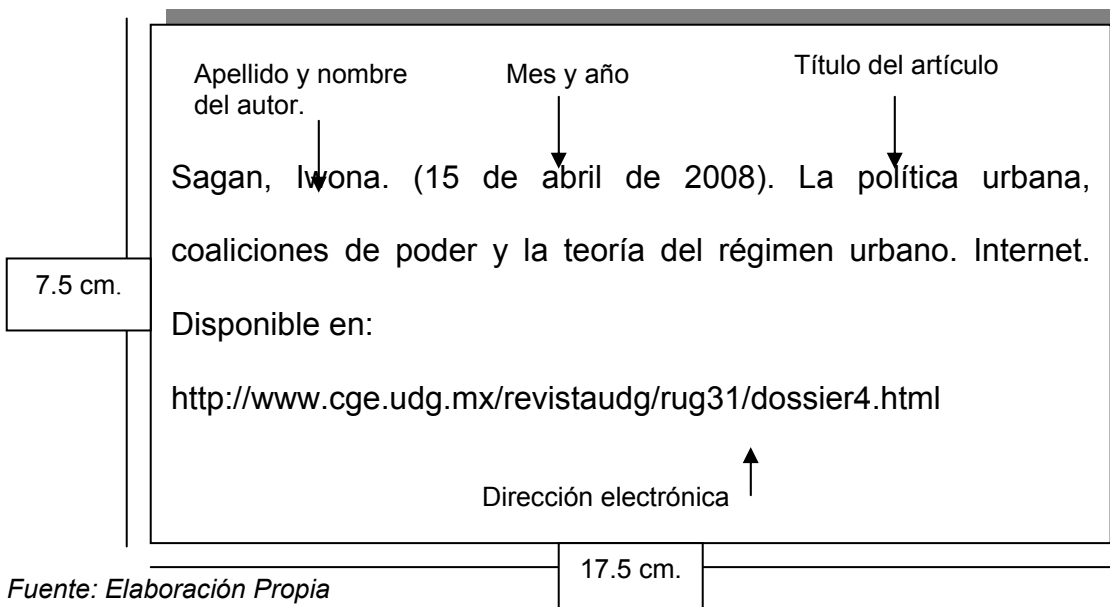 Apellido y nombre
del autor.
Mes y año
Título del artículo
Sagan, Iwona. (15 de abril de 2008). La política urbana,
coaliciones de poder y la teoría del régimen urbano. Internet.
7.5 cm.
Disponible en:
http://www.cge.udg.mx/revistaudg/rug31/dossier4.html
Dirección electrónica
17.5 cm.
Fuente: Elaboración Propia